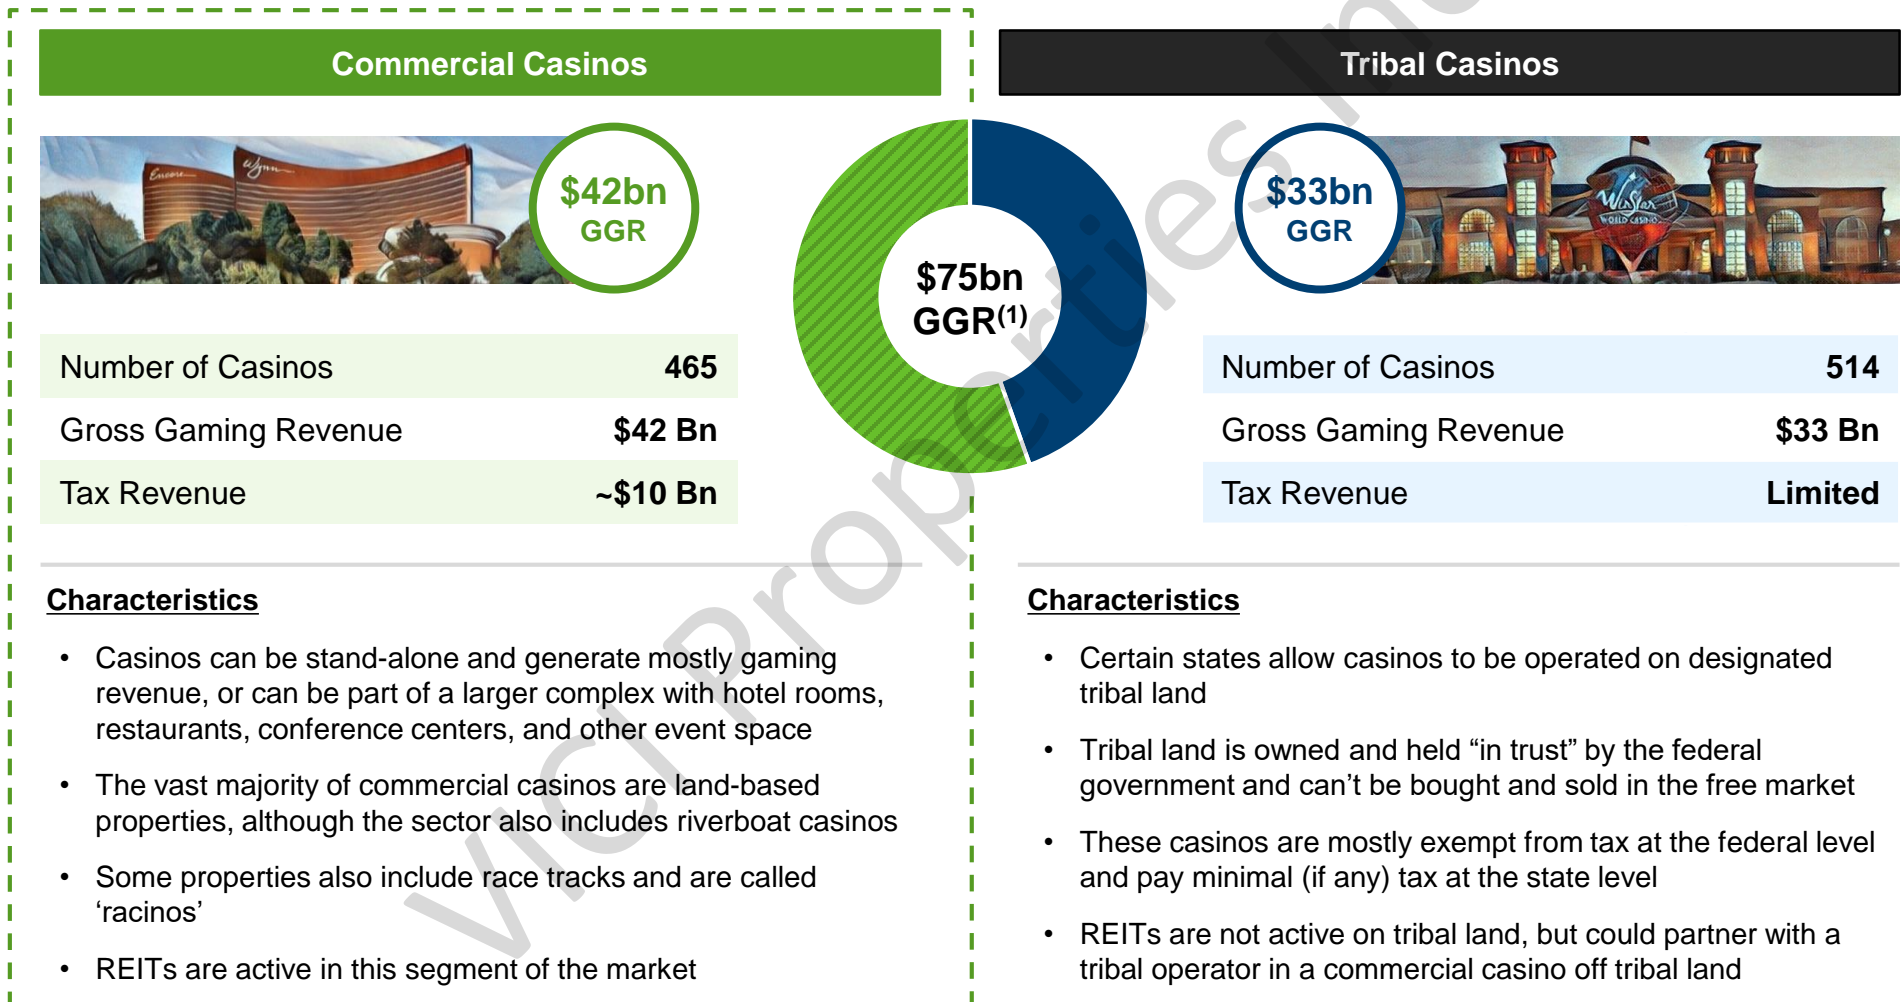 Commercial Casinos
Encore
Wynn
$42bn
GGR
Number of Casinos 465
Gross Gaming Revenue $42 Bn
Tax Revenue ~$10 Bn
$75bn
GGR(1)
Characteristics
• Casinos can be stand-alone and generate mostly gaming
revenue, or can be part of a larger complex with hotel rooms,
restaurants, conference centers, and other event space
• The vast majority of commercial casinos are land-based
properties, although the sector also includes riverboat casinos
• Some properties also include race tracks and are called
‘racinos’
• REITs are active in this segment of the market
Tribal Casinos
$33bn
GGR
WinStar
WORLD CASINO
Number of Casinos 514
Gross Gaming Revenue $33 Bn
Tax Revenue Limited
Characteristics
• Certain states allow casinos to be operated on designated
tribal land
• Tribal land is owned and held “in trust” by the federal
government and can’t be bought and sold in the free market
• These casinos are mostly exempt from tax at the federal level
and pay minimal (if any) tax at the state level
• REITs are not active on tribal land, but could partner with a
tribal operator in a commercial casino off tribal land
VICI Properties